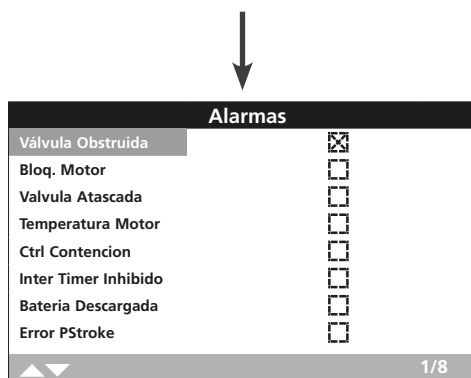 Alarmas
Válvula Obstruida
Bloq. Motor
Valvula Atascada
Temperatura Motor
Ctrl Contencion
Inter Timer Inhibido
Bateria Descargada
Error PStroke
1/8